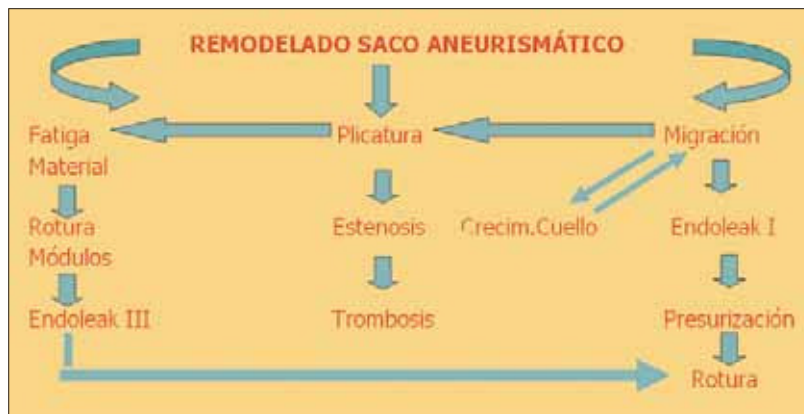 REMODELADO SACO ANEURISMÁTICO
Fatiga
Material
Plicatura
Migración
Rotura
Módulos
Estenosis
Crecim.Cuello
Endoleak I
Endoleak III
Trombosis
Presurización
Rotura